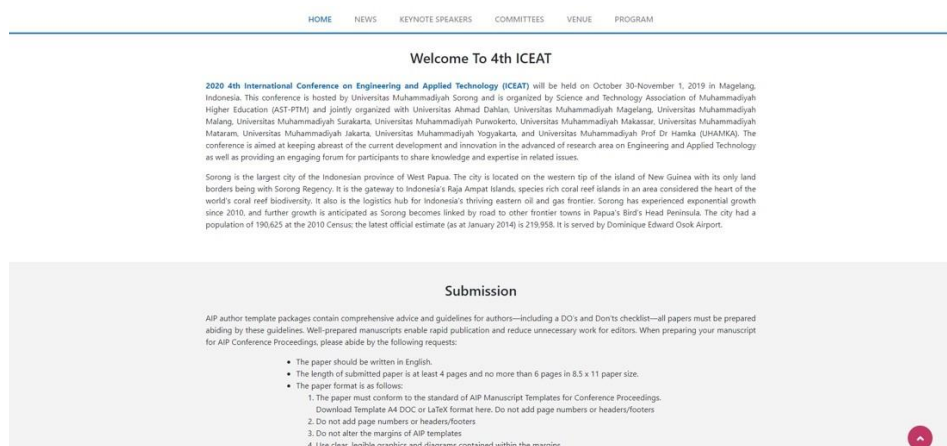 HOME NEWS KEYNOTE SPEAKERS COMMITTEES VENUE PROGRAM
Welcome To 4th ICEAT
2020 4th International Conference on Engineering and Applied Technology (ICEAT) will be held on October 30-November 1, 2019 in Magelang,
Indonesia. This conference is hosted by Universitas Muhammadiyah Sorong and is organized by Science and Technology Association of Muhammadiyah
Higher Education (AST-PTM) and jointly organized with Universitas Ahmad Dahlan, Universitas Muhammadiyah Magelang, Universitas Muhammadiyah
Malang, Universitas Muhammadiyah Surakarta, Universitas Muhammadiyah Purwokerto, Universitas Muhammadiyah Makassar, Universitas Muhammadiyah
Mataram, Universitas Muhammadiyah Jakarta, Universitas Muhammadiyah Yogyakarta, and Universitas Muhammadiyah Prof Dr Hamka (UHAMKA). The
conference is aimed at keeping abreast of the current development and innovation in the advanced of research area on Engineering and Applied Technology
as well as providing an engaging forum for participants to share knowledge and expertise in related issues.
Sorong is the largest city of the Indonesian province of West Papua. The city is located on the western tip of the island of New Guinea with its only land
borders being with Sorong Regency. It is the gateway to Indonesia's Raja Ampat Islands, species rich coral reef islands in an area considered the heart of the
world's coral reef biodiversity. It also is the logistics hub for Indonesia's thriving eastern oil and gas frontier. Sorong has experienced exponential growth
since 2010, and further growth is anticipated as Sorong becomes linked by road to other frontier towns in Papua's Bird's Head Peninsula. The city had a
population of 190,625 at the 2010 Census; the latest official estimate (as at January 2014) is 219,958. It is served by Dominique Edward Osok Airport.
Submission
AIP author template packages contain comprehensive advice and guidelines for authors—including a DO's and Don'ts checklist—all papers must be prepared
abiding by these guidelines. Well-prepared manuscripts enable rapid publication and reduce unnecessary work for editors. When preparing your manuscript
for AIP Conference Proceedings, please abide by the following requests:
• The paper should be written in English.
• The length of submitted paper is at least 4 pages and no more than 6 pages in 8.5 x 11 paper size.
• The paper format is as follows:
1. The paper must conform to the standard of AIP Manuscript Templates for Conference Proceedings.
Download Template A4 DOC or LaTeX format here. Do not add page numbers or headers/footers
2. Do not add page numbers or headers/footers
3. Do not alter the margins of AIP templates
4. Use clear, legible graphics and diagrams contained within the margins